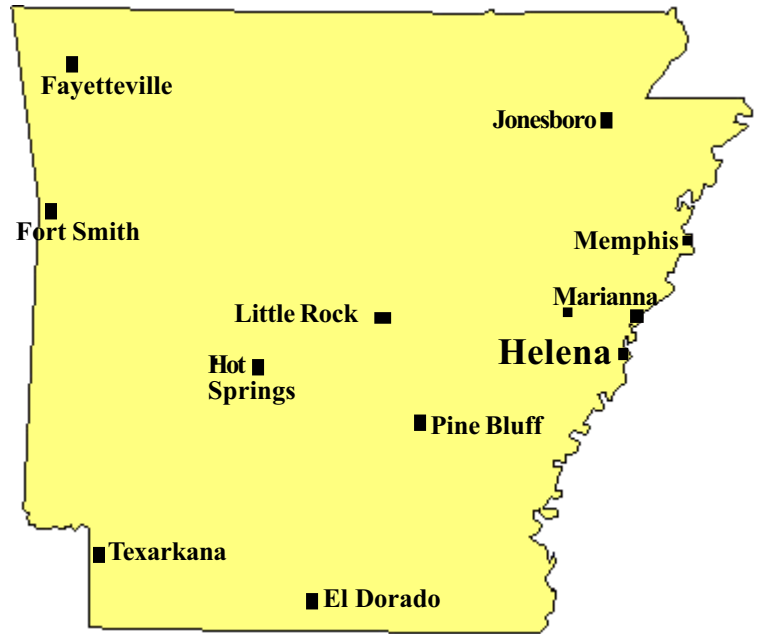 Fayetteville
Jonesboro
Fort Smith
Memphis
Marianna
Little Rock
Helena
Hot
Springs
Pine Bluff
Texarkana
El Dorado